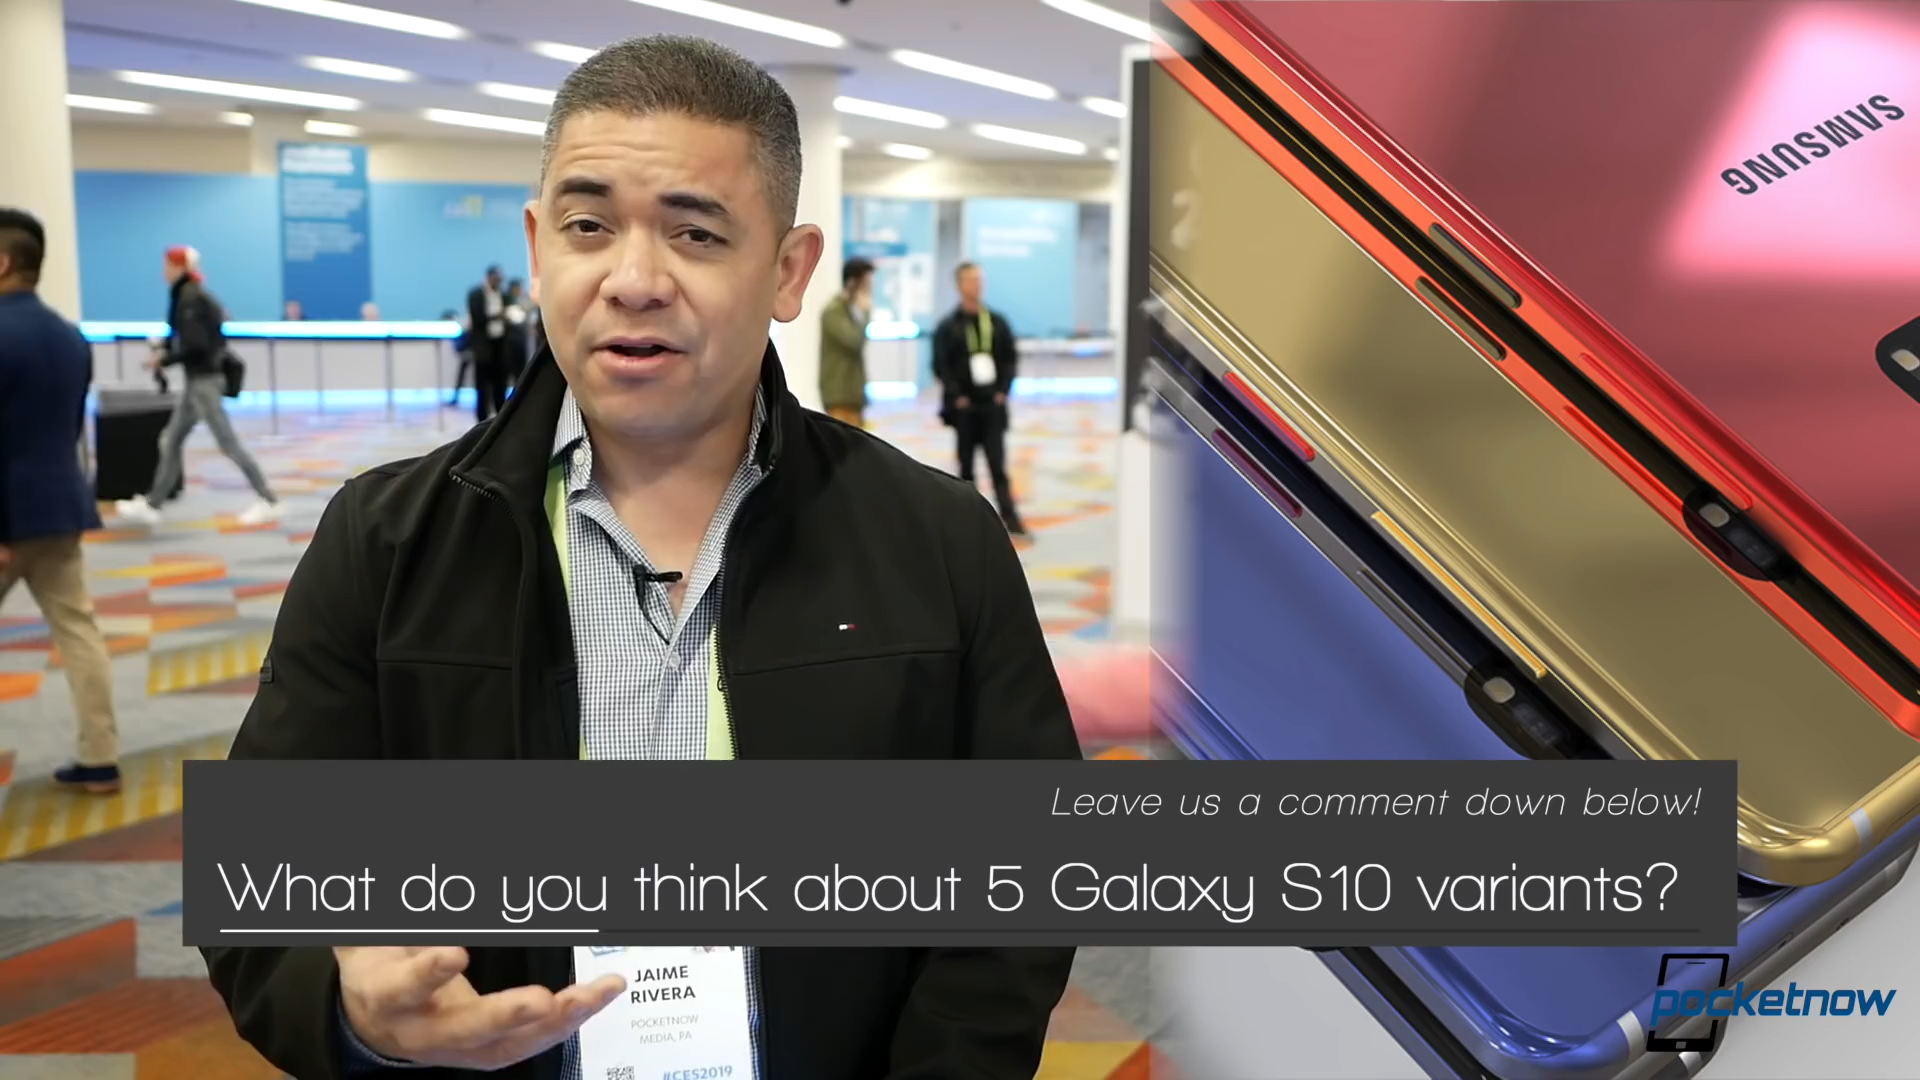 SAMSUNG
Leave us a comment down below!
What do you think about 5 Galaxy S10 variants?
JAIME
RIVERA
POCKETNOW
MEDIA, PA
#CES2019
pocketnow